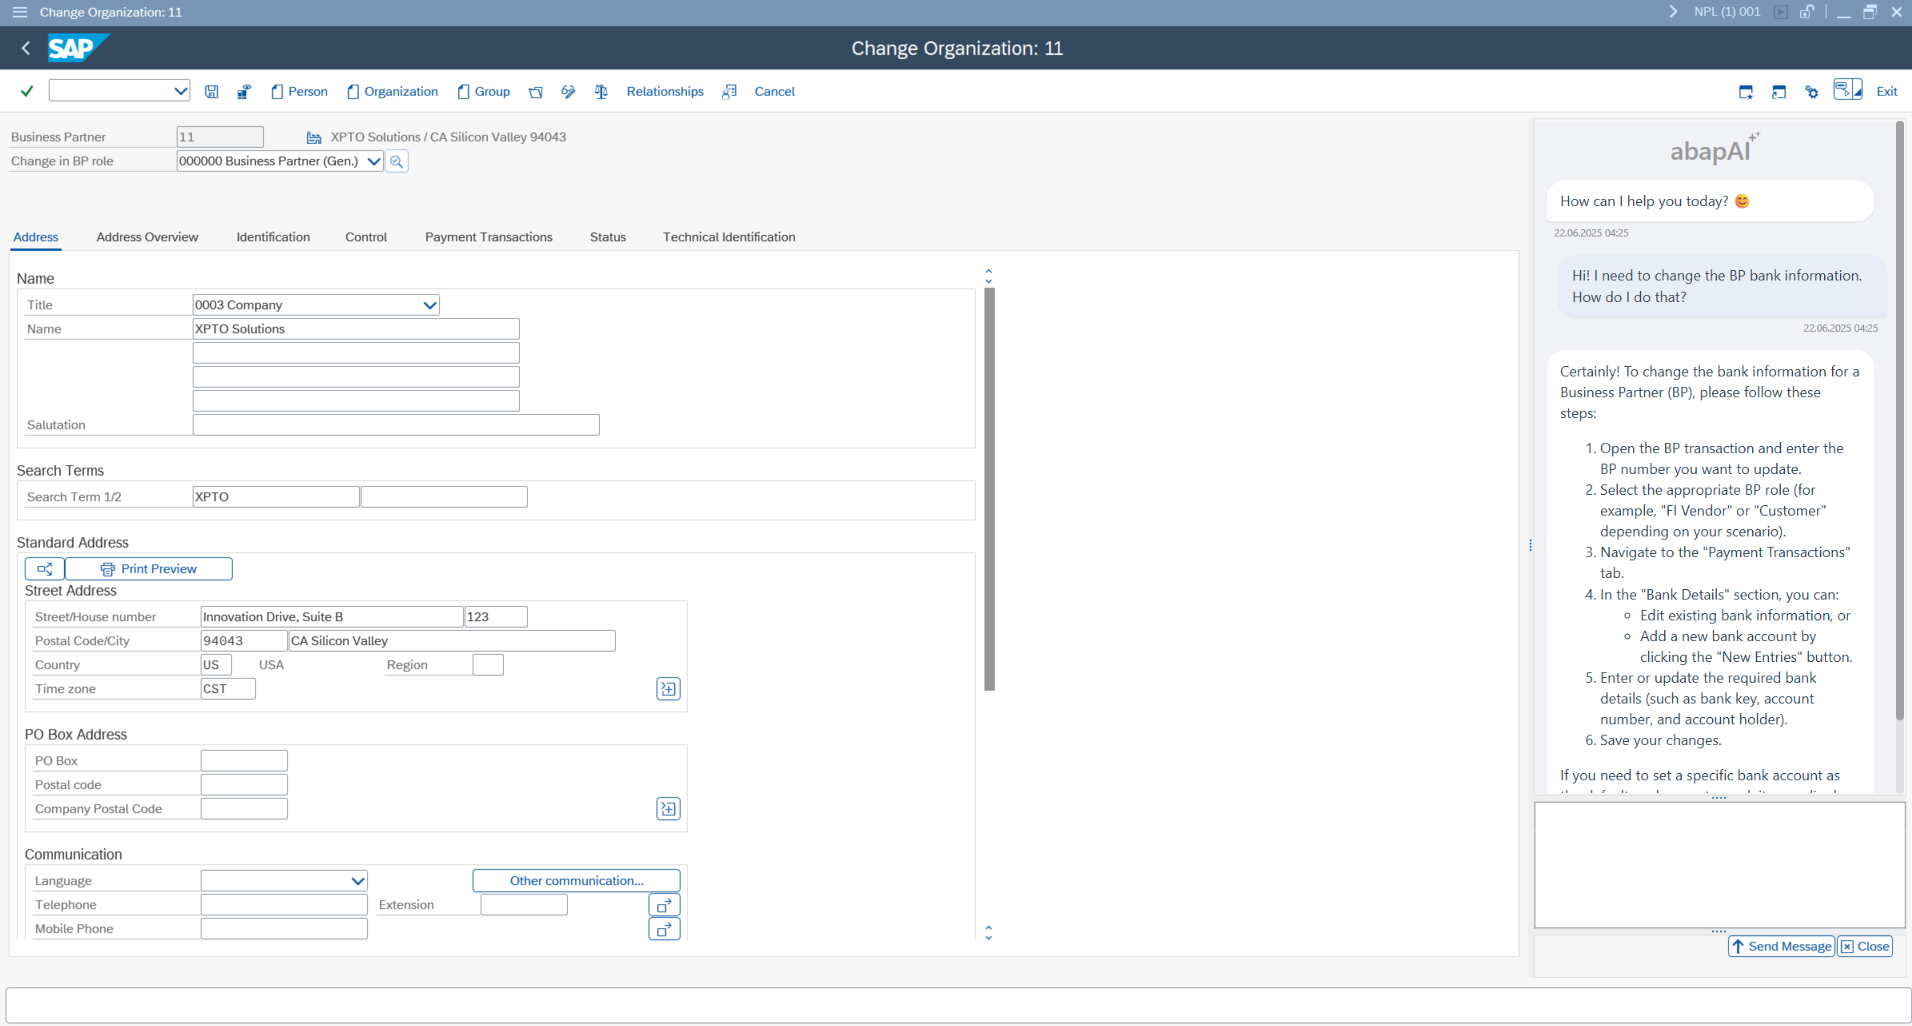 Change Organization: 11
NPL (1) 001
SAP
Change Organization: 11
Person
Organization
Group
Relationships
Cancel
Exit
Business Partner
11
XPTO Solutions / CA Silicon Valley 94043
Change in BP role
000000 Business Partner (Gen.)
Address
Address Overview
Identification
Control
Payment Transactions
Status
Technical Identification
Name
Title
0003 Company
Name
XPTO Solutions
Salutation
Search Terms
Search Term 1/2
XPTO
Standard Address
Print Preview
Street Address
Street/House number
Innovation Drive, Suite B
123
Postal Code/City
94043
CA Silicon Valley
Country
US
USA
Region
Time zone
CST
PO Box Address
PO Box
Postal code
Company Postal Code
Communication
Language
Other communication...
Telephone
Extension
Mobile Phone
abapAI
How can I help you today? 😊
22.06.2025 04:25
Hi! I need to change the BP bank information.
How do I do that?
22.06.2025 04:25
Certainly! To change the bank information for a
Business Partner (BP), please follow these
steps:
1. Open the BP transaction and enter the
BP number you want to update.
2. Select the appropriate BP role (for
example, "FI Vendor" or "Customer"
depending on your scenario).
3. Navigate to the "Payment Transactions"
tab.
4. In the "Bank Details" section, you can:
Edit existing bank information, or
Add a new bank account by
clicking the "New Entries" button.
5. Enter or update the required bank
details (such as bank key, account
number, and account holder).
6. Save your changes.
If you need to set a specific bank account as
Send Message
Close